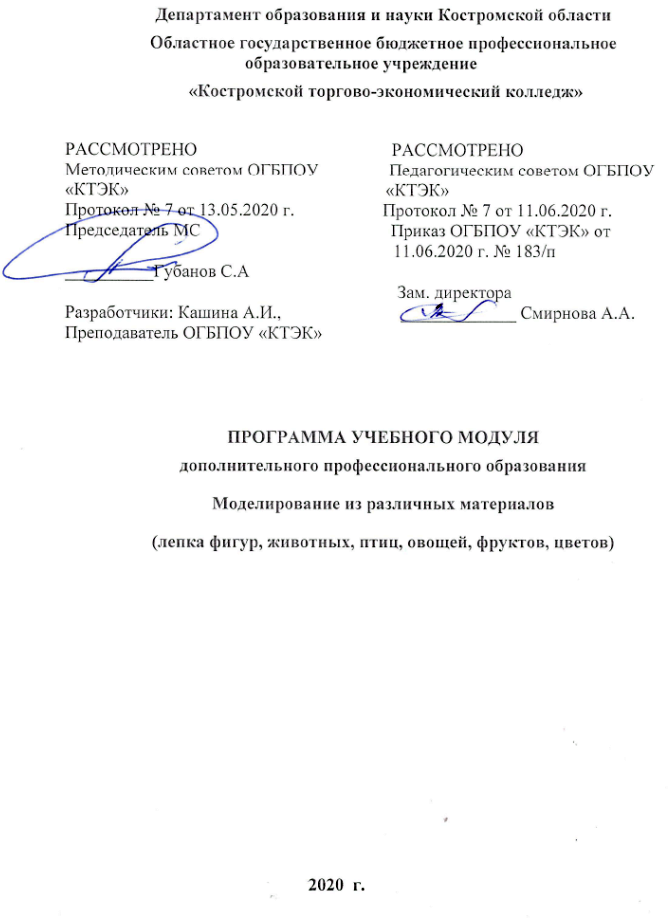 Департамент образования и науки Костромской области
Областное государственное бюджетное профессиональное
образовательное учреждение
«Костромской торгово-экономический колледж»
РАССМОТРЕНО
Методическим советом ОГБПОУ
«КТЭК»
Протокол № 7 от 13.05.2020 г.
Председатель МС
___________Губанов С.А
Разработчики: Кашина А.И.,
Преподаватель ОГБПОУ «КТЭК»
РАССМОТРЕНО
Педагогическим советом ОГБПОУ
«КТЭК»
Протокол № 7 от 11.06.2020 г.
Приказ ОГБПОУ «КТЭК» от
11.06.2020 г. № 183/п
Зам. директора
______________ Смирнова А.А.
ПРОГРАММА УЧЕБНОГО МОДУЛЯ
дополнительного профессионального образования
Моделирование из различных материалов
(лепка фигур, животных, птиц, овощей, фруктов, цветов)
2020 г.